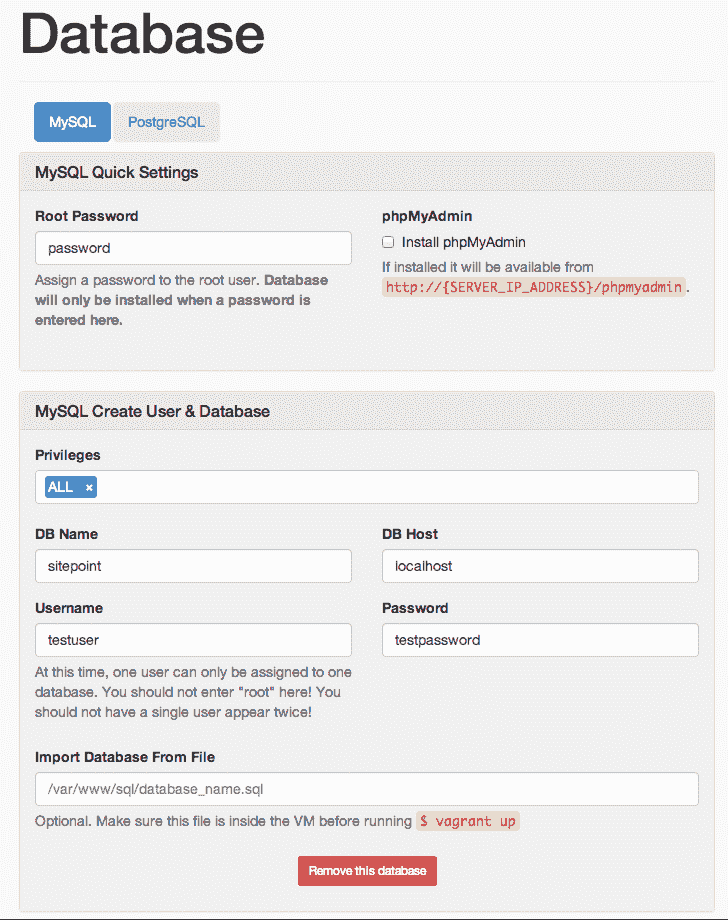 Database
MySQL PostgreSQL
MySQL Quick Settings
Root Password
password
Assign a password to the root user. Database
will only be installed when a password is
entered here.
phpMyAdmin
Install phpMyAdmin
If installed it will be available from
http://{SERVER_IP_ADDRESS}/phpmyadmin .
MySQL Create User & Database
Privileges
ALL ×
DB Name
sitepoint
DB Host
localhost
Username
testuser
At this time, one user can only be assigned to one
database. You should not enter "root" here! You
should not have a single user appear twice!
Password
testpassword
Import Database From File
/var/www/sql/database_name.sql
Optional. Make sure this file is inside the VM before running $ vagrant up
Remove this database